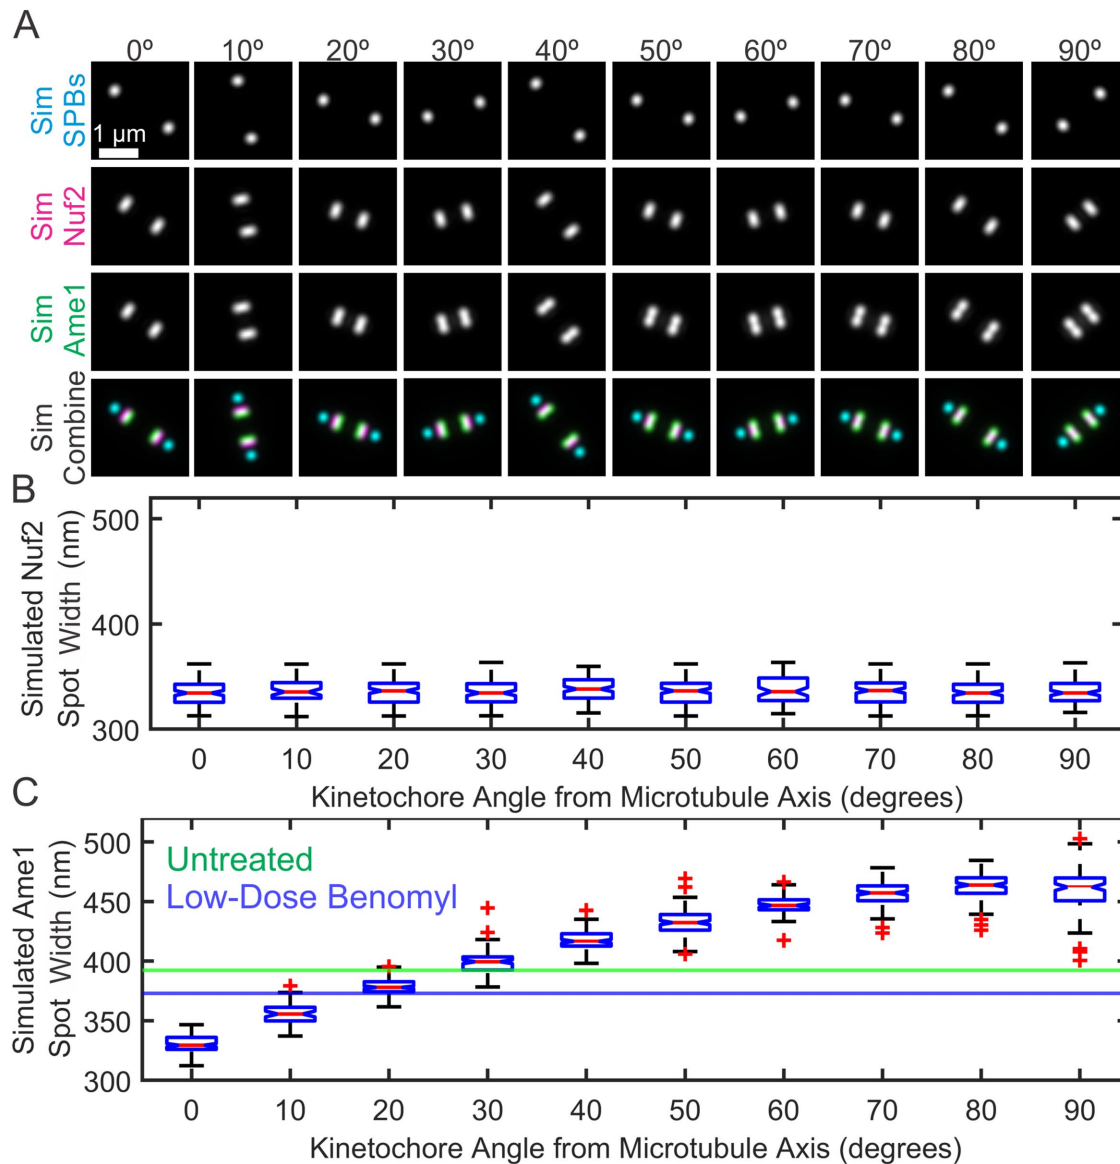 A
0º 10º 20º 30º 40º 50º 60º 70º 80º 90º
Sim
SPBs
1 µm
Sim
Nuf2
Sim
Ame1
Sim
Combine
B
Simulated Nuf2
Spot Width (nm)
500
400
300
0 10 20 30 40 50 60 70 80 90
Kinetochore Angle from Microtubule Axis (degrees)
C
Simulated Ame1
Spot Width (nm)
500
450
400
350
300
Untreated
Low-Dose Benomyl
0 10 20 30 40 50 60 70 80 90
Kinetochore Angle from Microtubule Axis (degrees)